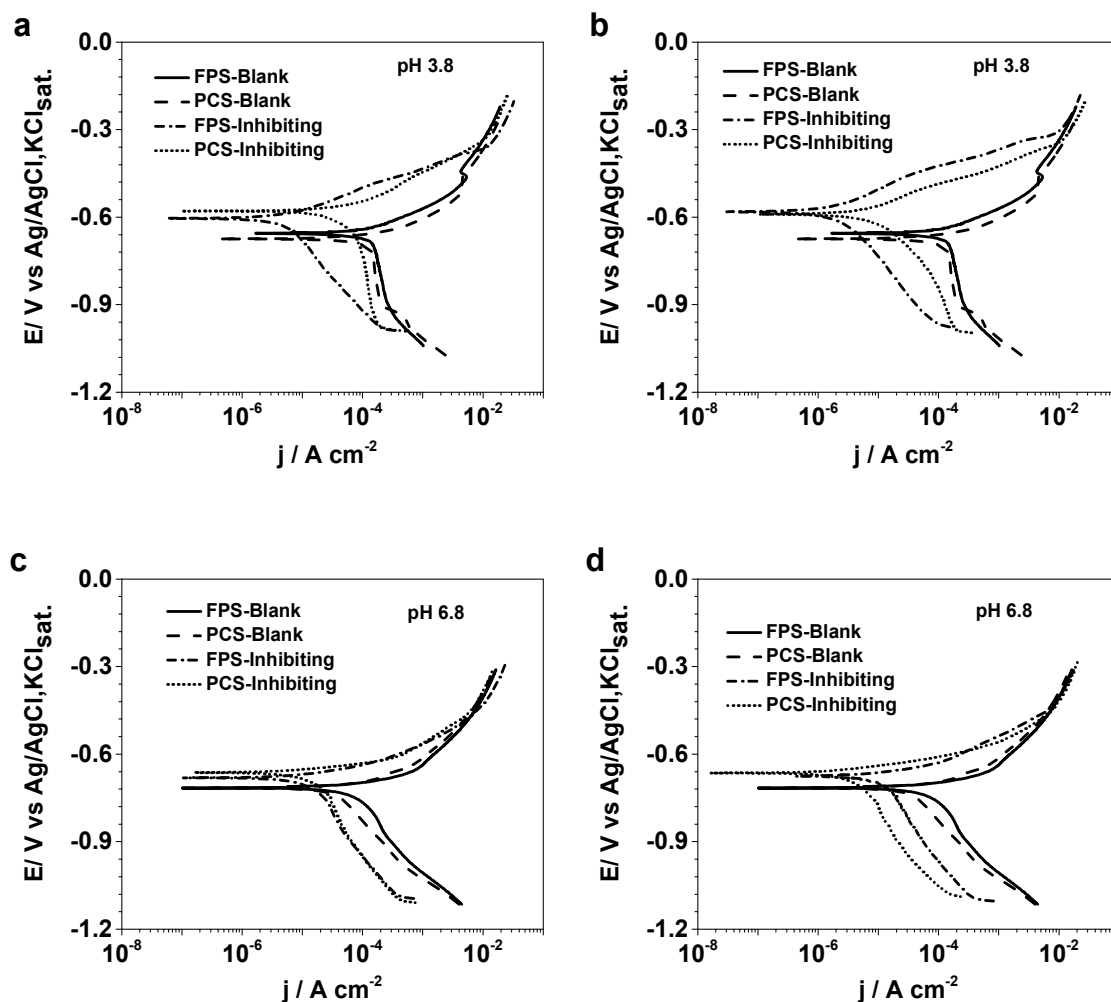 a
0.0
-0.3
-0.6
-0.9
-1.2
E/ V vs Ag/AgCl,KCl_sat.
FPS-Blank
PCS-Blank
FPS-Inhibiting
PCS-Inhibiting
pH 3.8
10^-8 10^-6 10^-4 10^-2
j / A cm^-2
b
0.0
-0.3
-0.6
-0.9
-1.2
E/ V vs Ag/AgCl,KCl_sat.
FPS-Blank
PCS-Blank
FPS-Inhibiting
PCS-Inhibiting
pH 3.8
10^-8 10^-6 10^-4 10^-2
j / A cm^-2
c
0.0
-0.3
-0.6
-0.9
-1.2
E/ V vs Ag/AgCl,KCl_sat.
FPS-Blank
PCS-Blank
FPS-Inhibiting
PCS-Inhibiting
pH 6.8
10^-8 10^-6 10^-4 10^-2
j / A cm^-2
d
0.0
-0.3
-0.6
-0.9
-1.2
E/ V vs Ag/AgCl,KCl_sat.
FPS-Blank
PCS-Blank
FPS-Inhibiting
PCS-Inhibiting
pH 6.8
10^-8 10^-6 10^-4 10^-2
j / A cm^-2